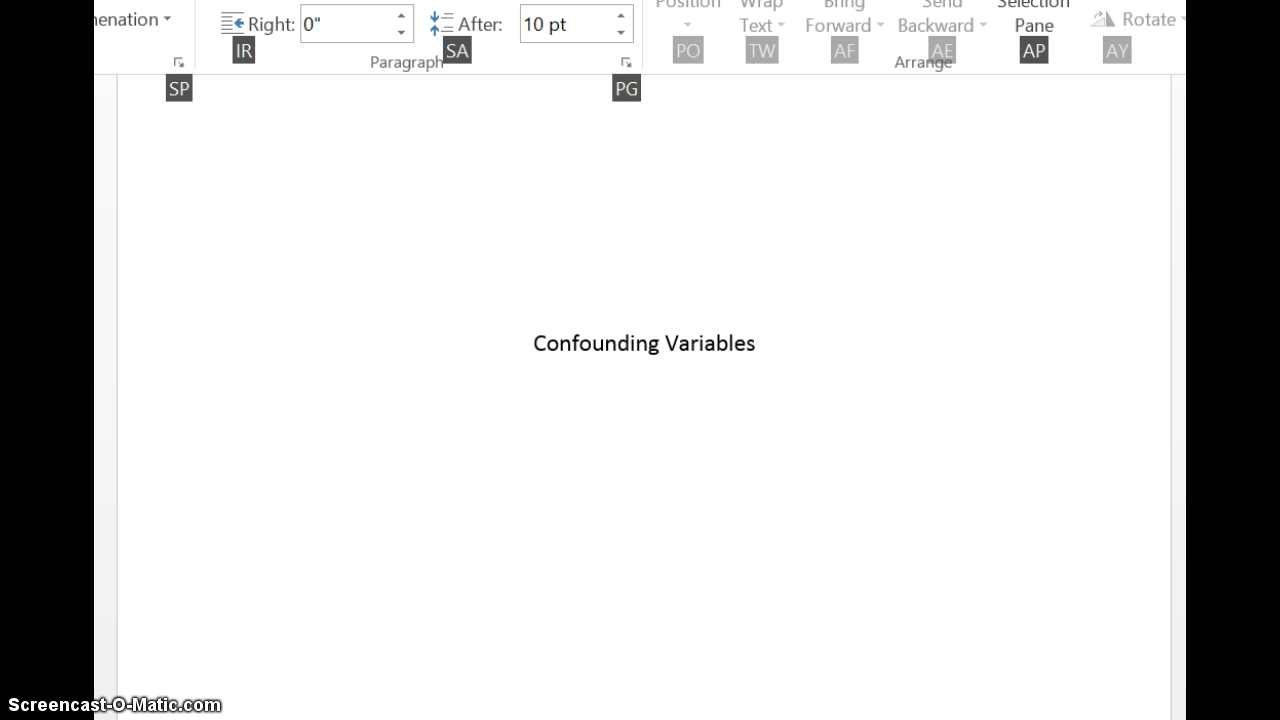 Position Wrap Bring Send Selection
henation Right: 0" After: 10 pt Text Forward Backward Pane Rotate
IR SA PO TW AF AE AP AY
Paragraph Arrange
SP PG
Confounding Variables
Screencast-O-Matic.com